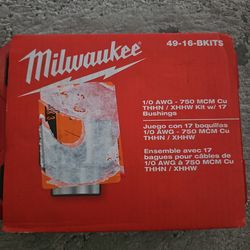 49-16-BKIT5
Milwaukee
1/0 AWG - 750 MCM Cu
THHN / XHHW Kit w/ 17
Bushings
Juego con 17 boquillas
1/0 AWG - 750 MCM Cu
THHN / XHHW
Ensemble avec 17
bagues pour câbles de
1/0 AWG à 750 MCM Cu
THHN / XHHW